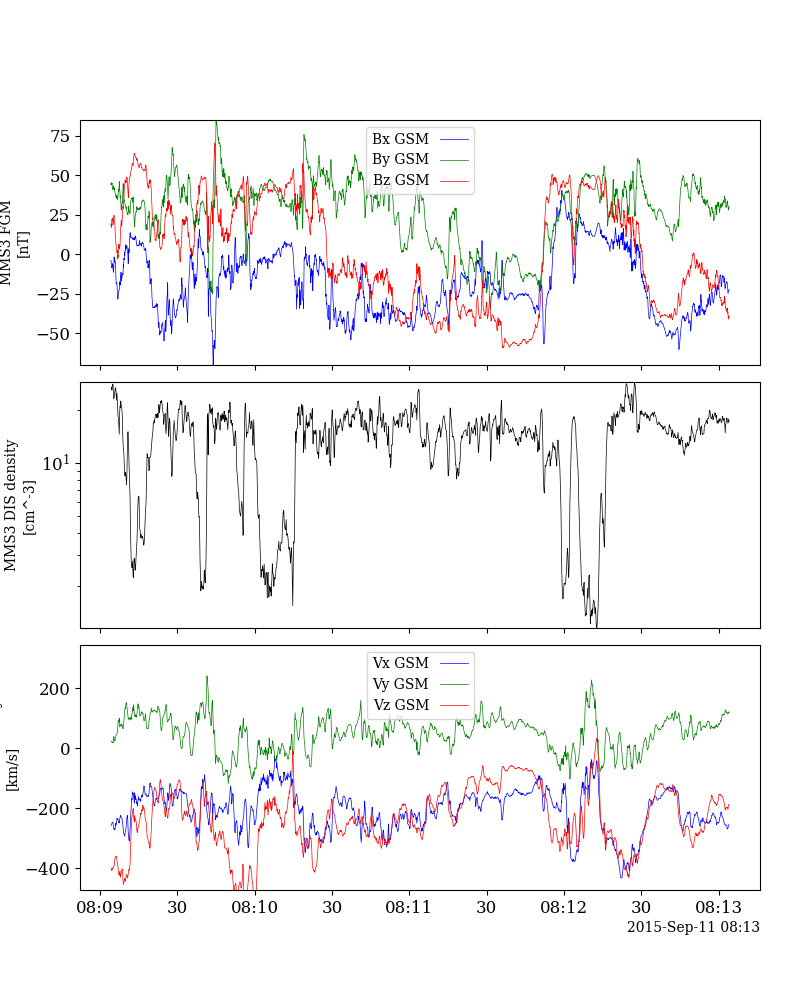 75
50
25
0
−25
−50
MMS3 FGM
[nT]
Bx GSM
By GSM
Bz GSM
10^1
MMS3 DIS density
[cm^-3]
200
0
−200
−400
[km/s]
Vx GSM
Vy GSM
Vz GSM
08:09 30 08:10 30 08:11 30 08:12 30 08:13
2015-Sep-11 08:13